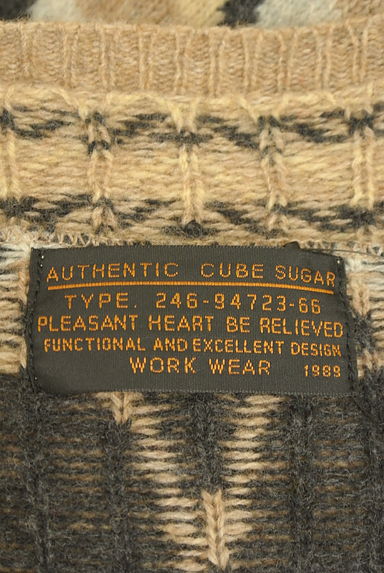 AUTHENTIC CUBE SUGAR
TYPE. 246-94723-66
PLEASANT HEART BE RELIEVED
FUNCTIONAL AND EXCELLENT DESIGN
WORK WEAR 1988